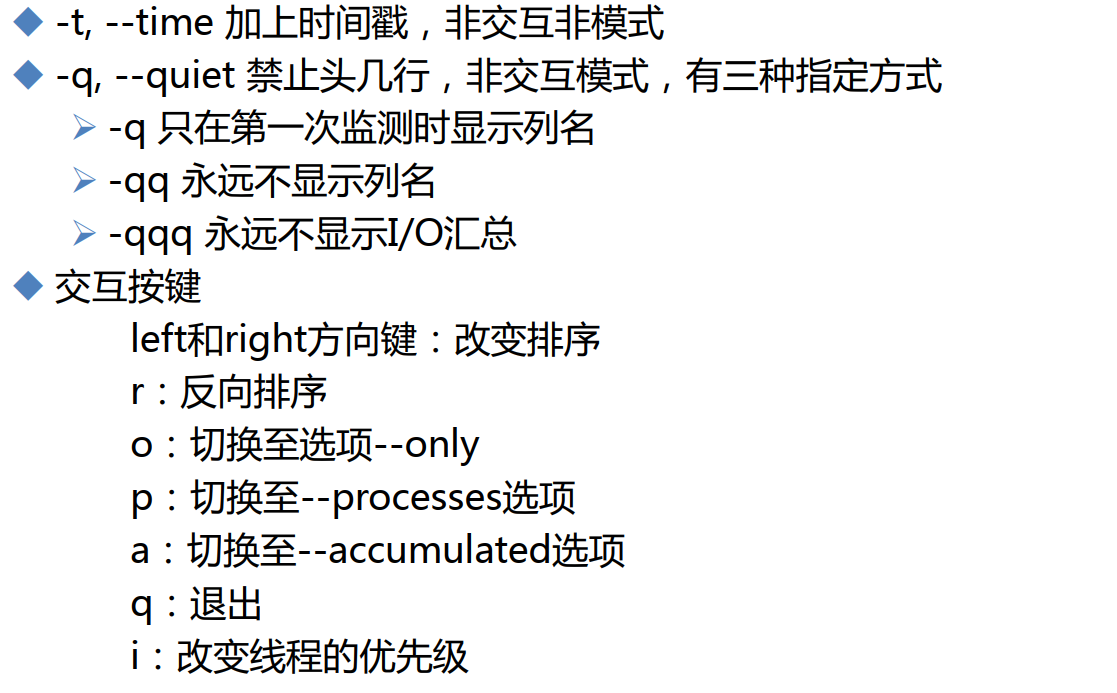 -t, --time 加上时间戳，非交互非模式
-q, --quiet 禁止头几行，非交互模式，有三种指定方式
-q 只在第一次监测时显示列名
-qq 永远不显示列名
-qqq 永远不显示I/O汇总
交互按键
left和right方向键：改变排序
r：反向排序
o：切换至选项--only
p：切换至--processes选项
a：切换至--accumulated选项
q：退出
i：改变线程的优先级